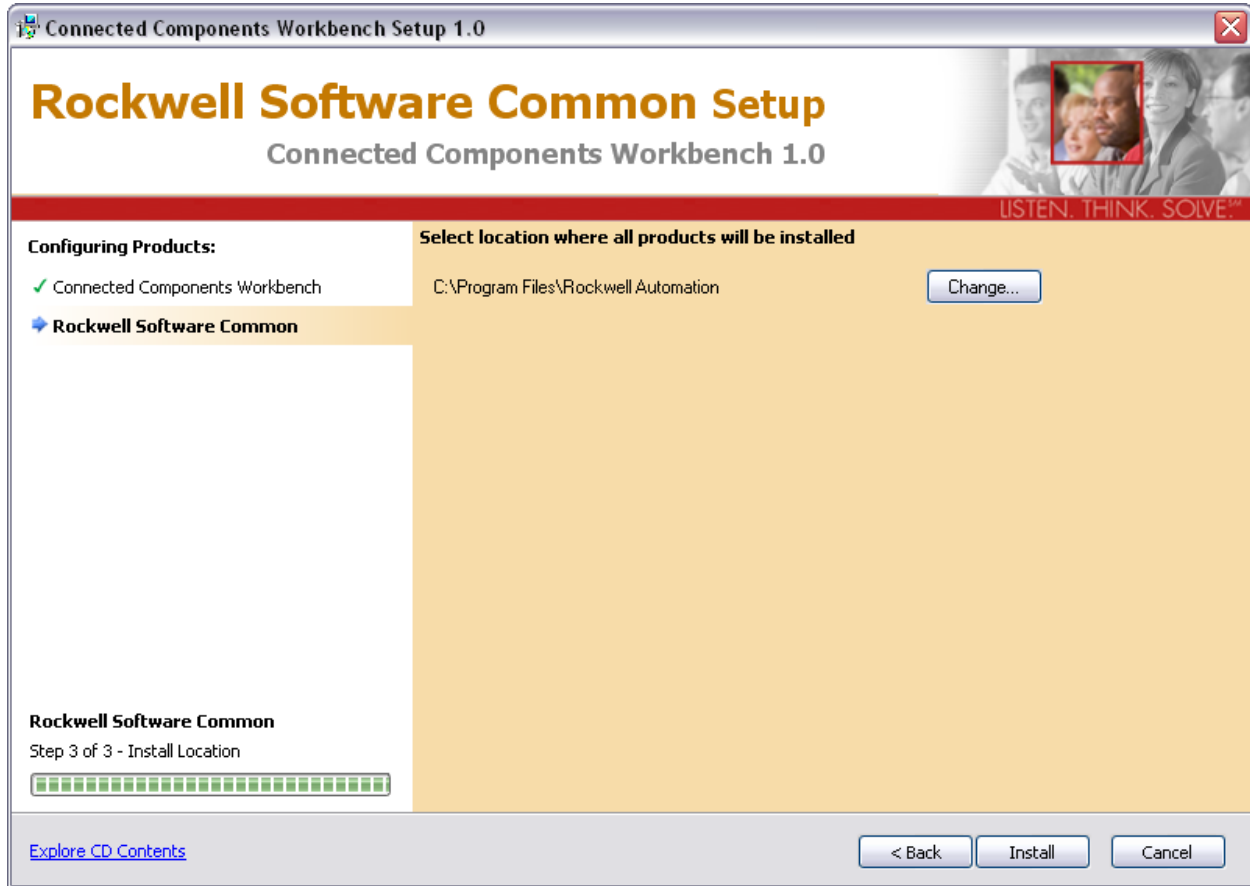 Connected Components Workbench Setup 1.0
Rockwell Software Common Setup
Connected Components Workbench 1.0
LISTEN. THINK. SOLVE.℠
Configuring Products:
Connected Components Workbench
Rockwell Software Common
Select location where all products will be installed
C:\Program Files\Rockwell Automation
Change...
Rockwell Software Common
Step 3 of 3 - Install Location
Explore CD Contents
< Back
Install
Cancel